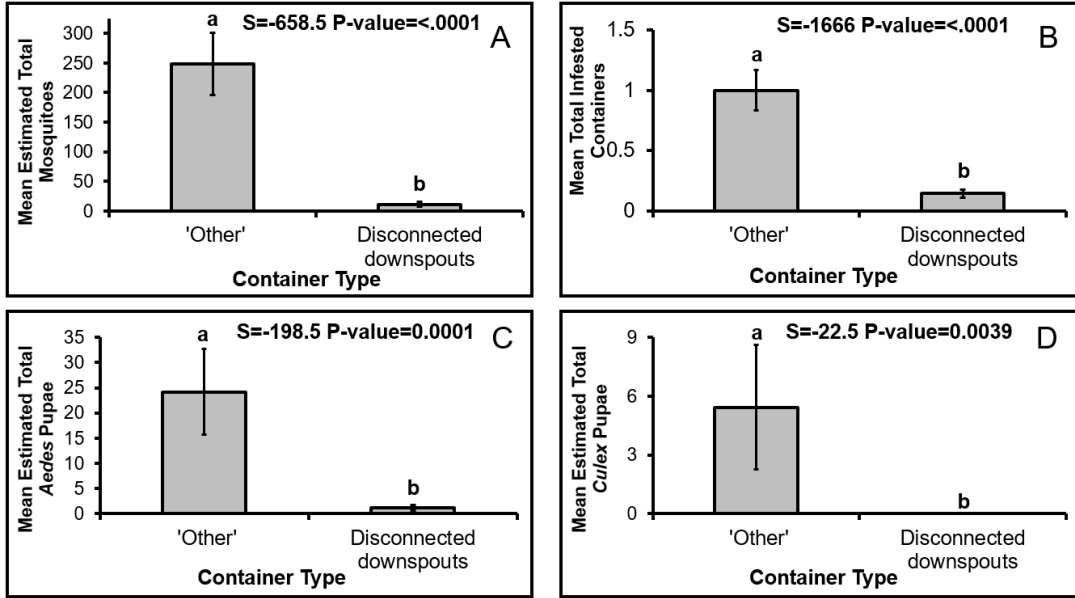 S=-658.5 P-value=<.0001
A
Mean Estimated Total
Mosquitoes
300
250
200
150
100
50
0
a
b
'Other'
Disconnected
downspouts
Container Type
S=-1666 P-value=<.0001
B
Mean Total Infested
Containers
1.5
1
0.5
0
a
b
'Other'
Disconnected
downspouts
Container Type
S=-198.5 P-value=0.0001
C
Mean Estimated Total
Aedes Pupae
35
30
25
20
15
10
5
0
a
b
'Other'
Disconnected
downspouts
Container Type
S=-22.5 P-value=0.0039
D
Mean Estimated Total
Culex Pupae
9
6
3
0
a
b
'Other'
Disconnected
downspouts
Container Type